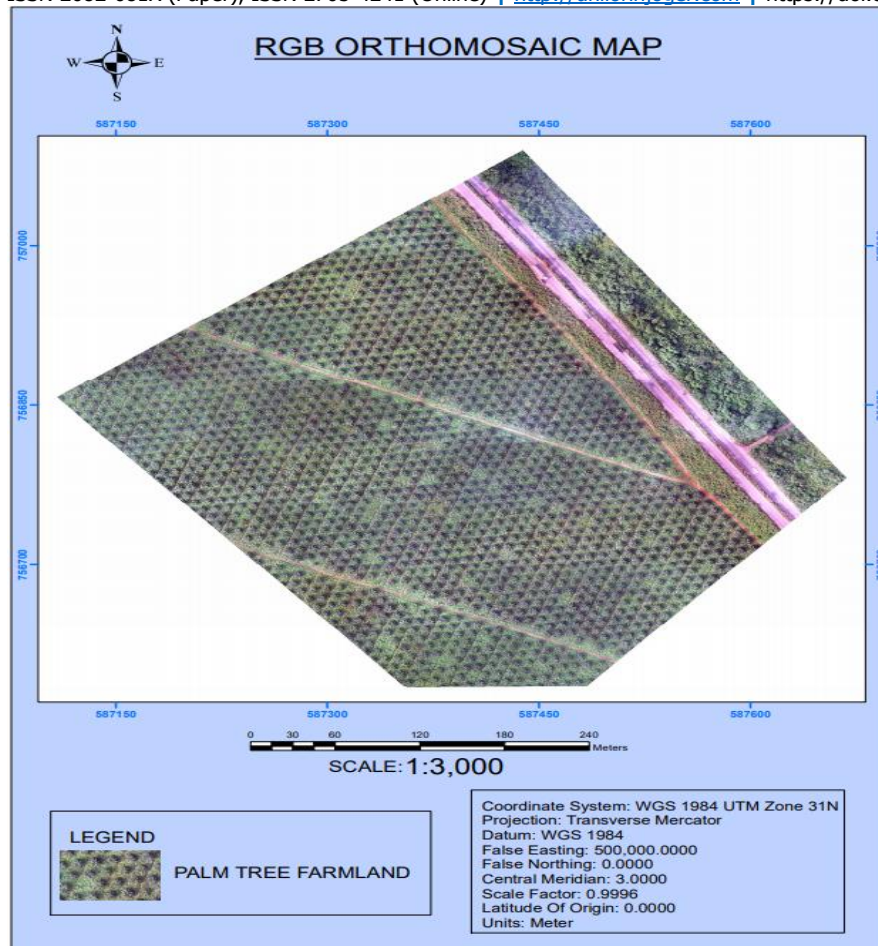 RGB ORTHOMOSAIC MAP
N
W E
S
587150 587300 587450 587600
757000
756850
756700
587150 587300 587450 587600
0 30 60 120 180 240
Meters
SCALE: 1:3,000
LEGEND
PALM TREE FARMLAND
Coordinate System: WGS 1984 UTM Zone 31N
Projection: Transverse Mercator
Datum: WGS 1984
False Easting: 500,000.0000
False Northing: 0.0000
Central Meridian: 3.0000
Scale Factor: 0.9996
Latitude Of Origin: 0.0000
Units: Meter